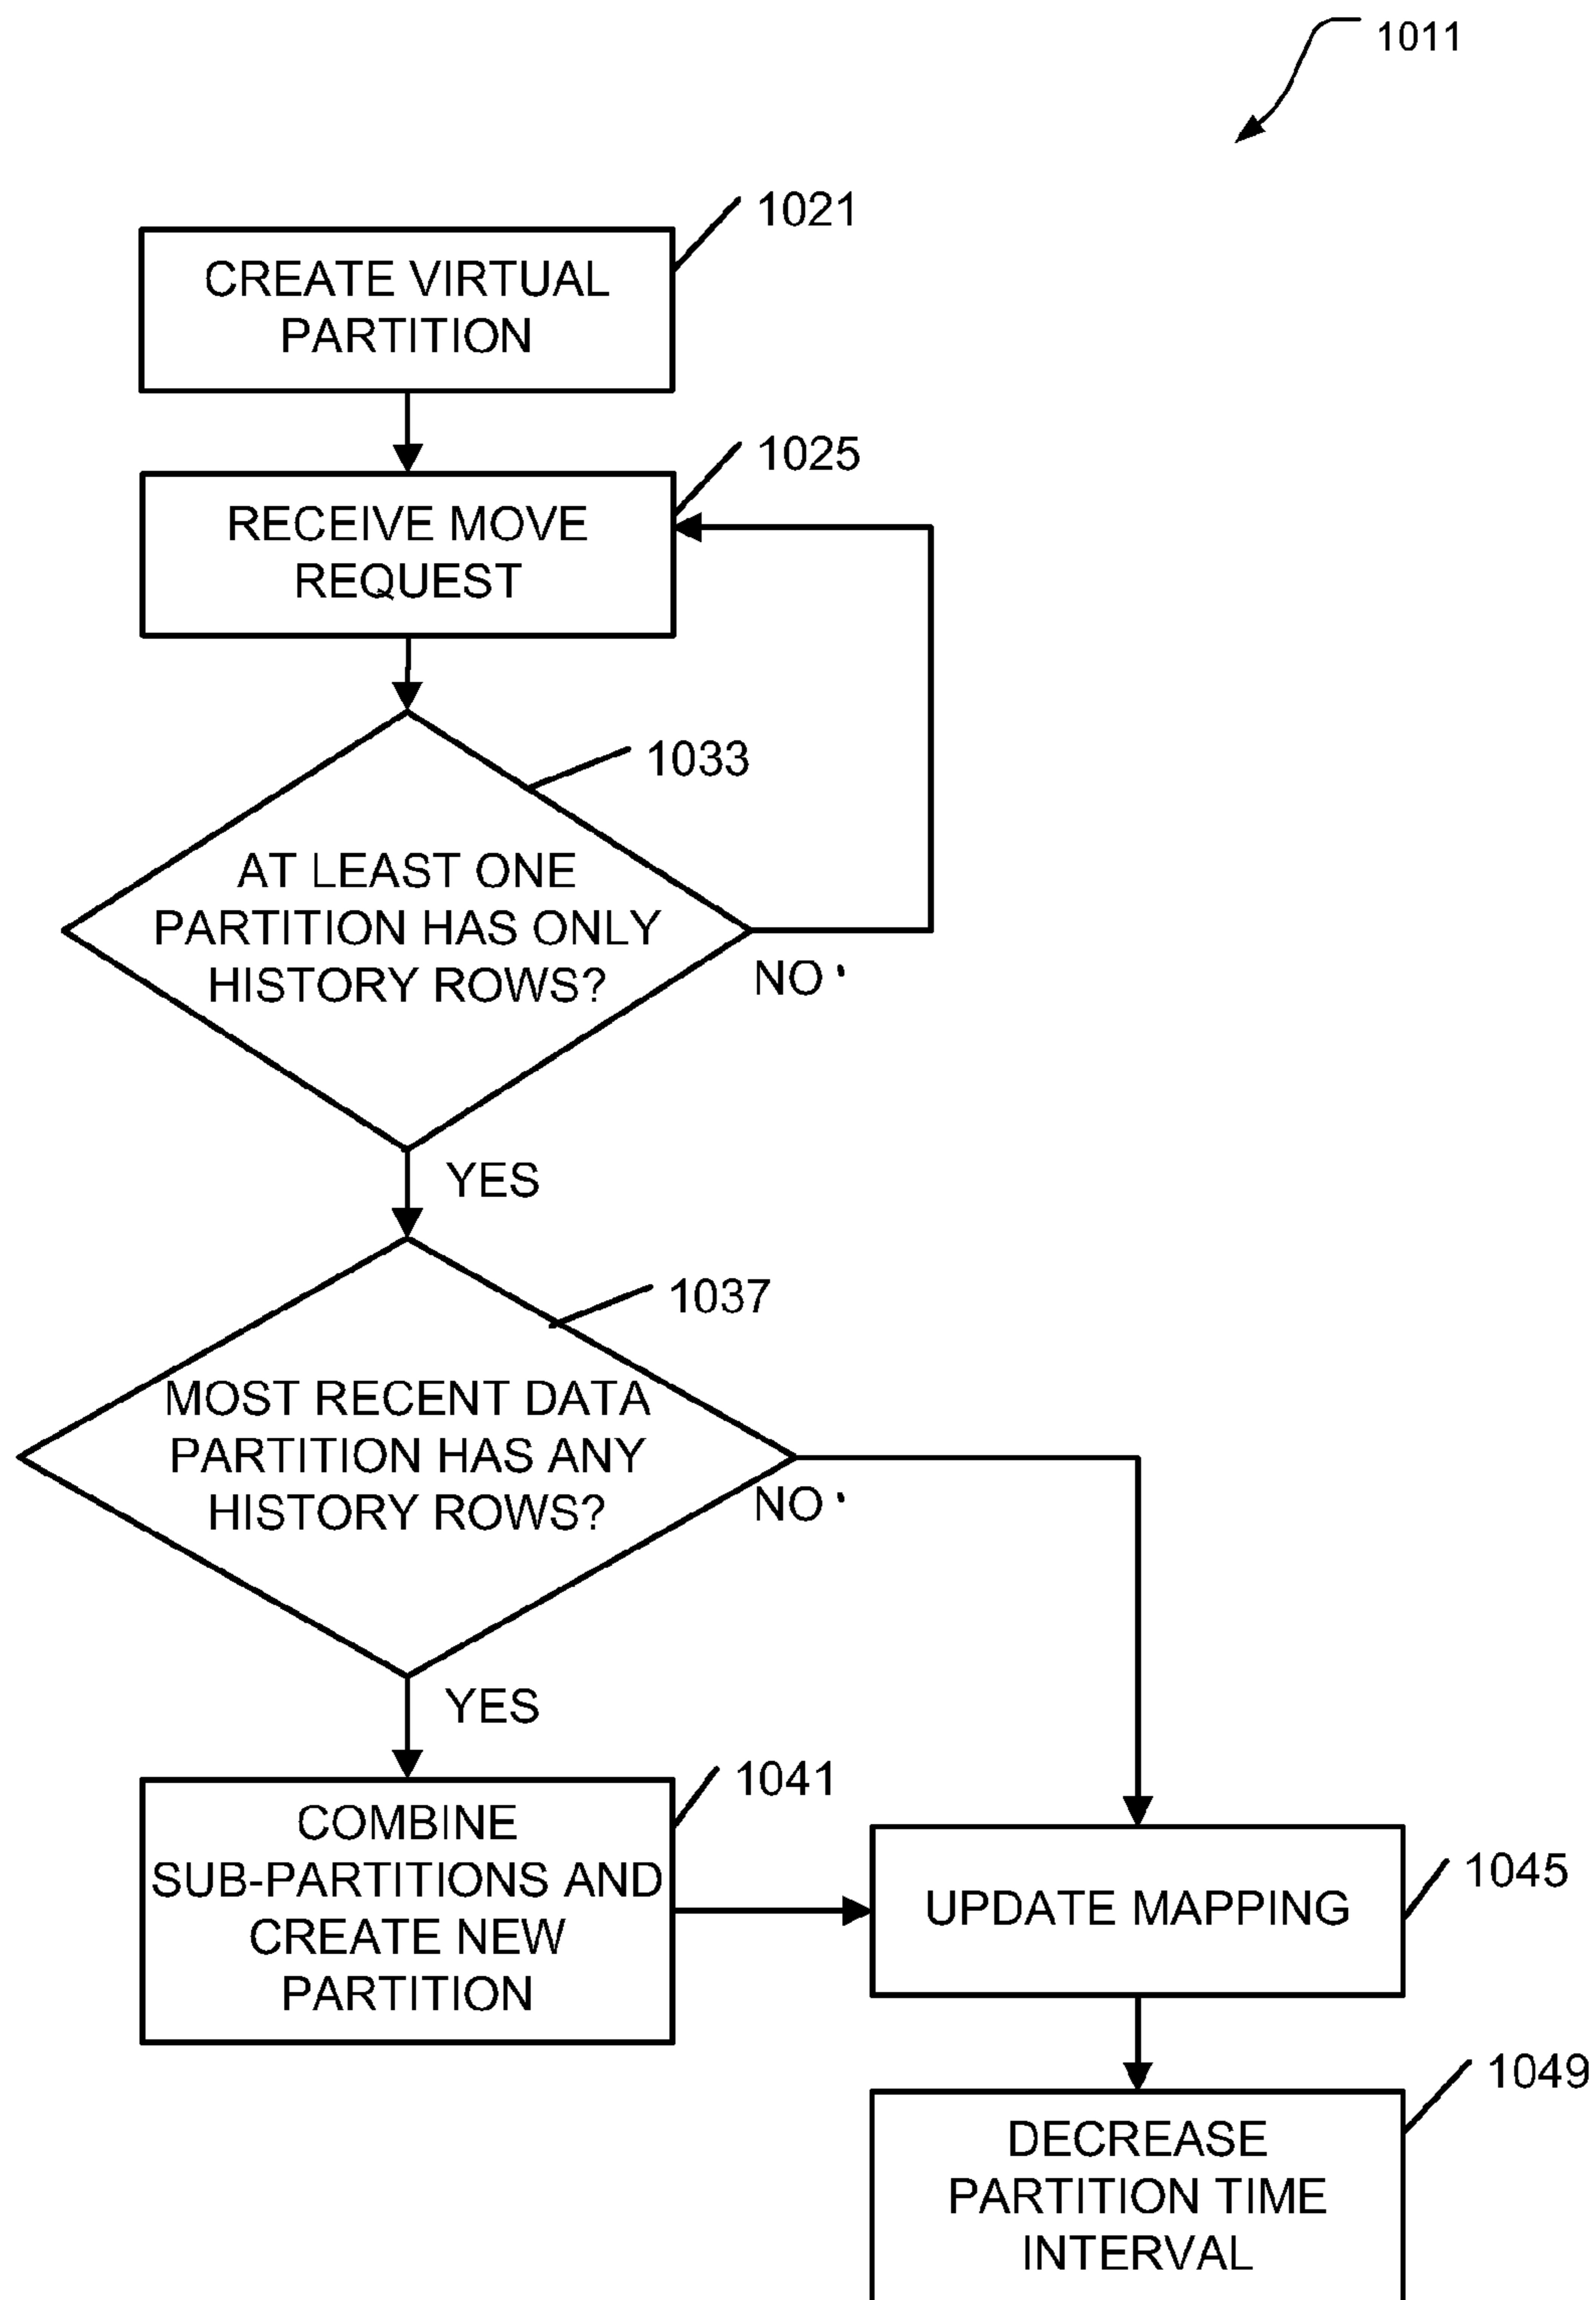 1011
1021
CREATE VIRTUAL
PARTITION
1025
RECEIVE MOVE
REQUEST
1033
AT LEAST ONE
PARTITION HAS ONLY
HISTORY ROWS?
NO
YES
1037
MOST RECENT DATA
PARTITION HAS ANY
HISTORY ROWS?
NO
YES
1041
COMBINE
SUB-PARTITIONS AND
CREATE NEW
PARTITION
1045
UPDATE MAPPING
1049
DECREASE
PARTITION TIME
INTERVAL